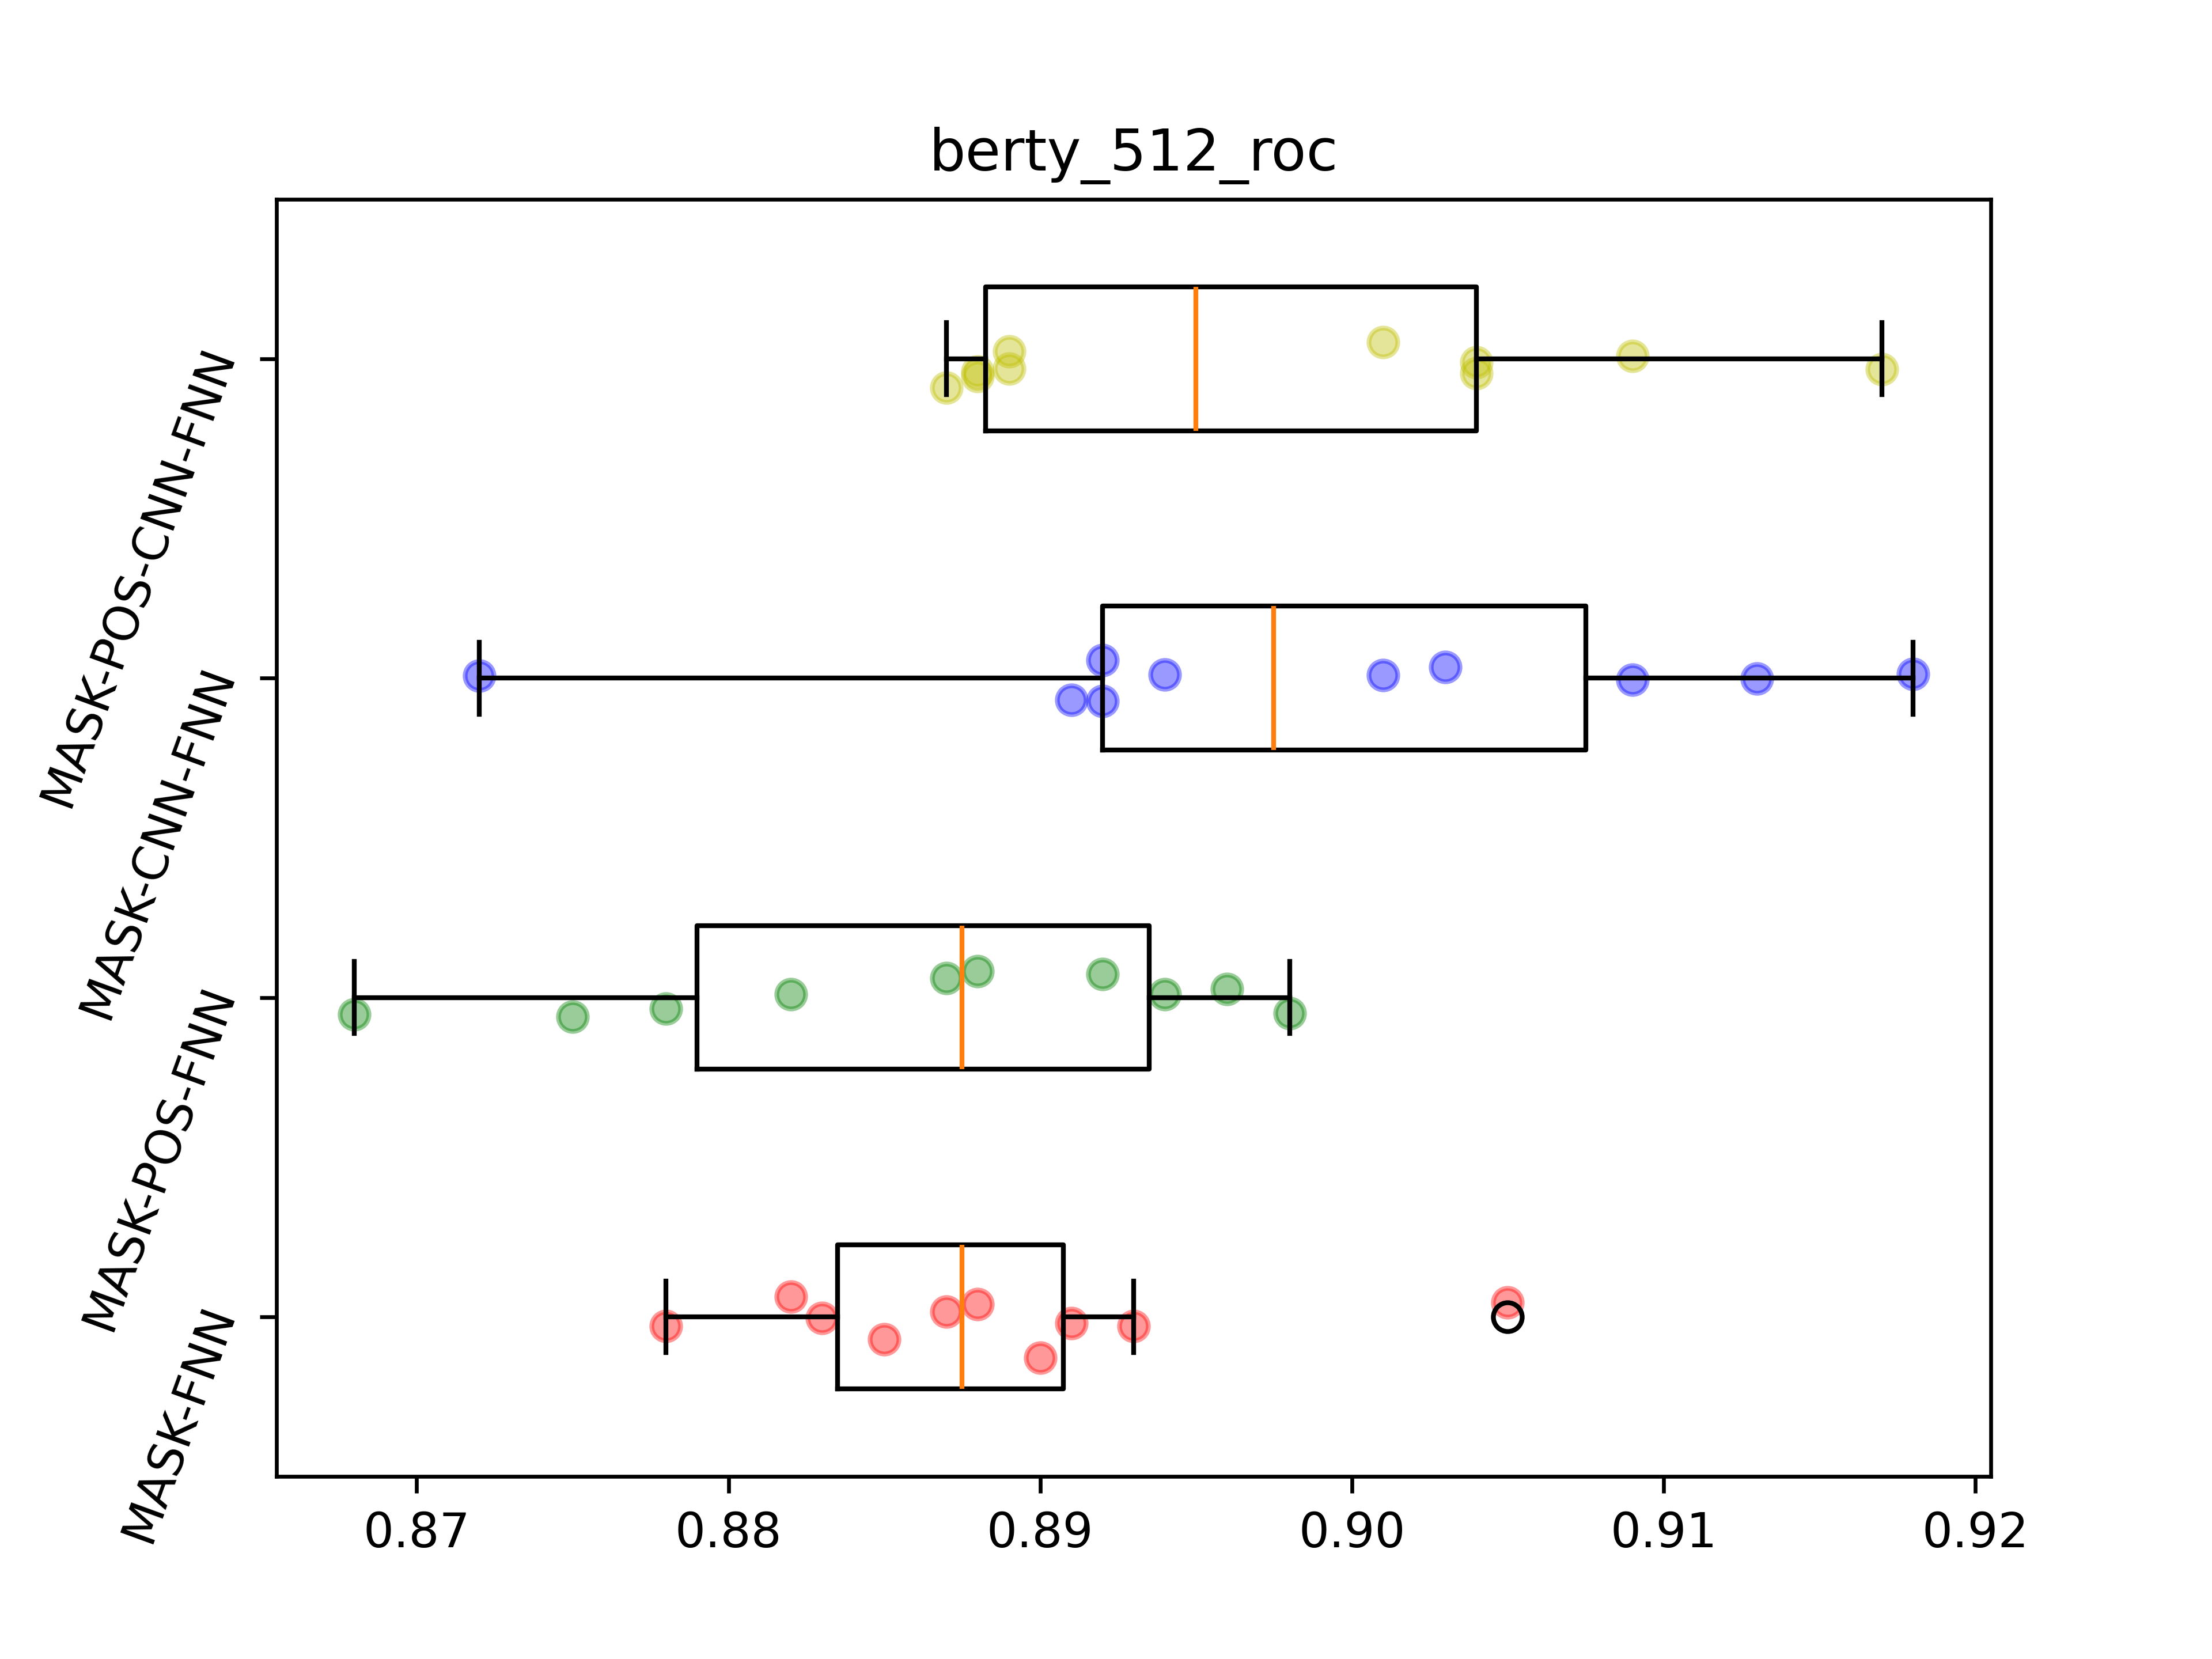 berty_512_roc
MASK-POS-CNN-FNN
MASK-CNN-FNN
MASK-POS-FNN
MASK-FNN
0.87 0.88 0.89 0.90 0.91 0.92